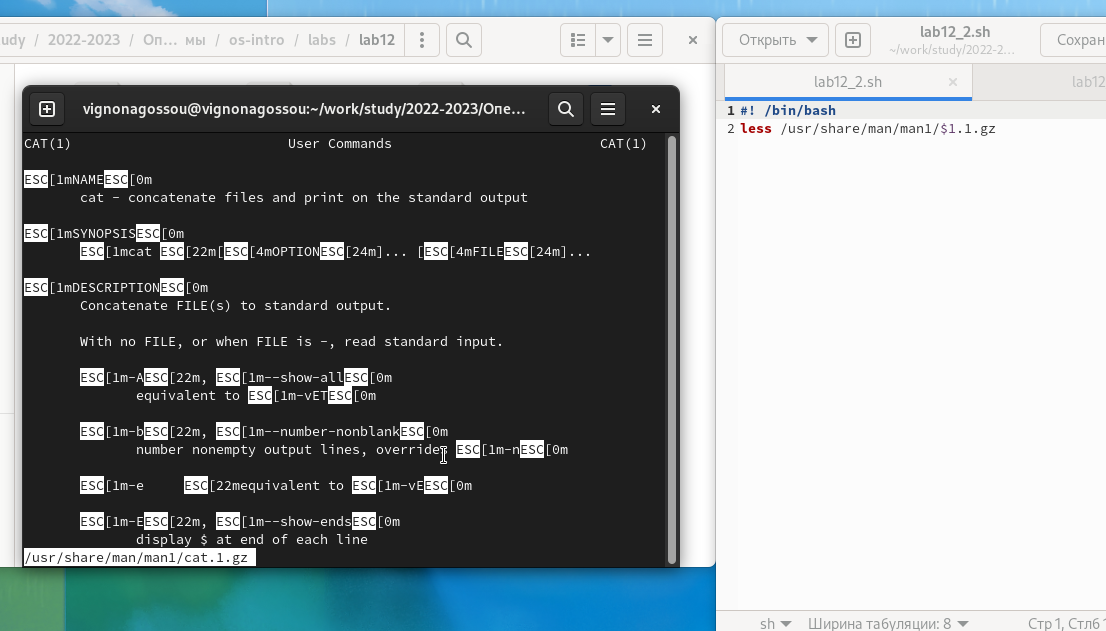 udy / 2022-2023 / Оп… мы / os-intro / labs / lab12
vignonagossou@vignonagossou:~/work/study/2022-2023/Опе…
CAT(1) User Commands CAT(1)
ESC[1mNAMEESC[0m
cat – concatenate files and print on the standard output
ESC[1mSYNOPSISESC[0m
ESC[1mcat ESC[22m[ESC[4mOPTIONESC[24m]... [ESC[4mFILEESC[24m]...
ESC[1mDESCRIPTIONESC[0m
Concatenate FILE(s) to standard output.
With no FILE, or when FILE is -, read standard input.
ESC[1m-AESC[22m, ESC[1m--show-allESC[0m
equivalent to ESC[1m-vETESC[0m
ESC[1m-bESC[22m, ESC[1m--number-nonblankESC[0m
number nonempty output lines, overrides ESC[1m-nESC[0m
ESC[1m-e ESC[22mequivalent to ESC[1m-vEESC[0m
ESC[1m-EESC[22m, ESC[1m--show-endsESC[0m
display $ at end of each line
/usr/share/man/man1/cat.1.gz
Открыть
lab12_2.sh
~/work/study/2022-2…
Сохран
lab12_2.sh
lab12
1 #! /bin/bash
2 less /usr/share/man/man1/$1.1.gz
sh
Ширина табуляции: 8
Стр 1, Стлб 1